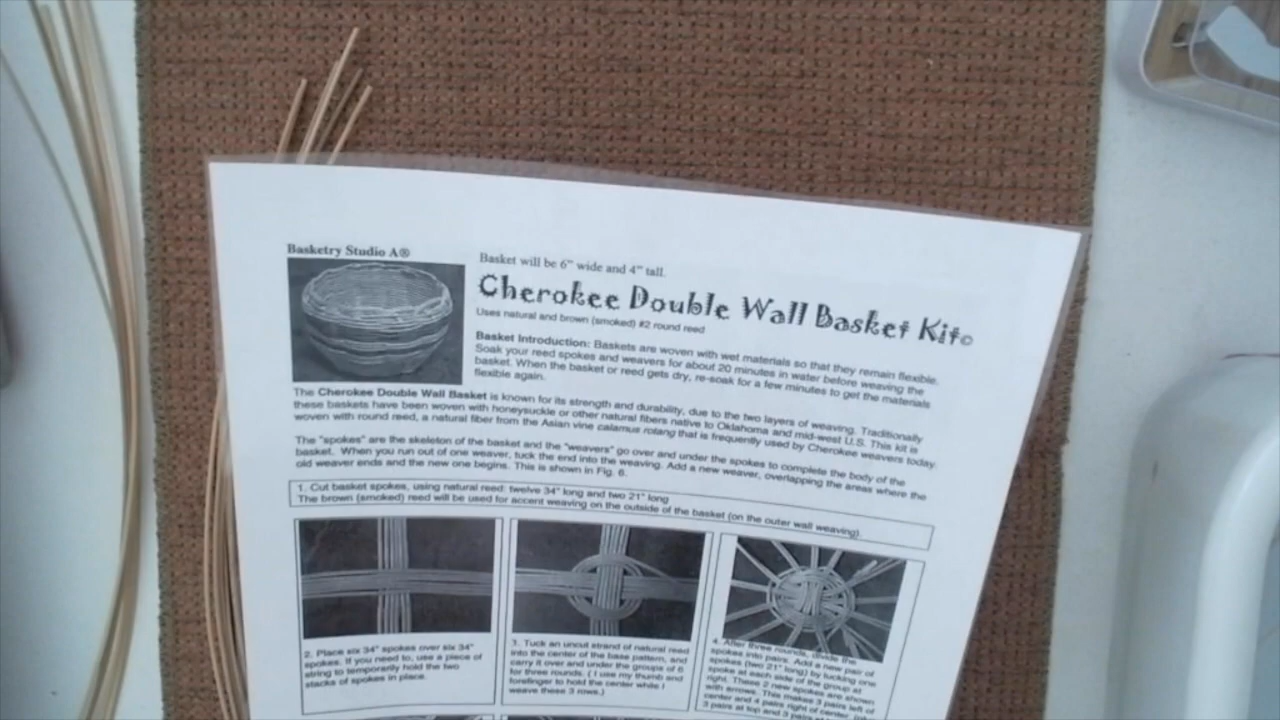 Basketry Studio A®
Basket will be 6" wide and 4" tall.
Cherokee Double Wall Basket Kit©
Uses natural and brown (smoked) #2 round reed
Basket Introduction: Baskets are woven with wet materials so that they remain flexible.
Soak your reed spokes and weavers for about 20 minutes in water before weaving the
basket. When the basket or reed gets dry, re-soak for a few minutes to get the materials
flexible again.
The Cherokee Double Wall Basket is known for its strength and durability, due to the two layers of weaving. Traditionally
these baskets have been woven with honeysuckle or other natural fibers native to Oklahoma and mid-west U.S. This kit is
woven with round reed, a natural fiber from the Asian vine calamus rotang that is frequently used by Cherokee weavers today.
The "spokes" are the skeleton of the basket and the "weavers" go over and under the spokes to complete the body of the
basket. When you run out of one weaver, tuck the end into the weaving. Add a new weaver, overlapping the areas where the
old weaver ends and the new one begins. This is shown in Fig. 6.
1. Cut basket spokes, using natural reed: twelve 34" long and two 21" long
The brown (smoked) reed will be used for accent weaving on the outside of the basket (on the outer wall weaving).
2. Place six 34" spokes over six 34"
spokes. If you need to, use a piece of
string to temporarily hold the two
stacks of spokes in place.
3. Tuck an uncut strand of natural reed
into the center of the base pattern, and
carry it over and under the groups of 6
for three rounds. ( I use my thumb and
forefinger to hold the center while I
weave these 3 rows.)
4. After three rounds, divide the
spokes into pairs. Add a new pair of
spokes (two 21" long) by tucking one
spoke at each side of the group at
right. These 2 new spokes are shown
with arrows. This makes 3 pairs left of
center and 4 pairs right of center, (plus
3 pairs at top and 3 pairs at